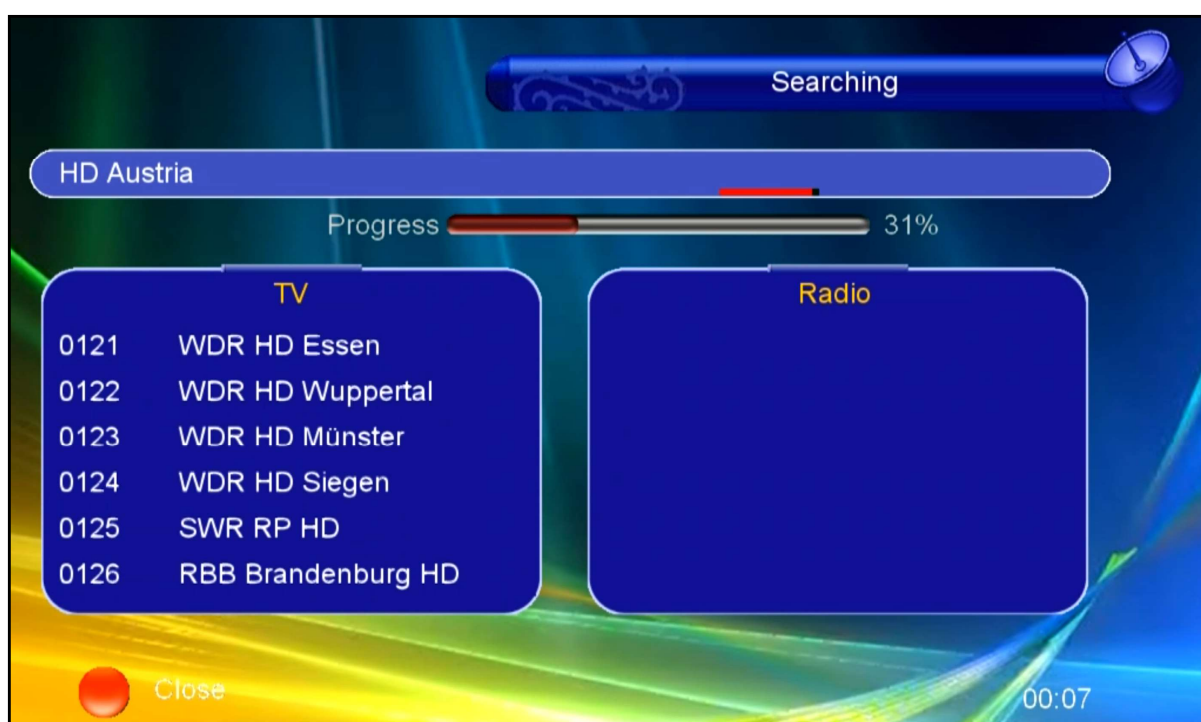 Searching
HD Austria
Progress 31%
TV
0121 WDR HD Essen
0122 WDR HD Wuppertal
0123 WDR HD Münster
0124 WDR HD Siegen
0125 SWR RP HD
0126 RBB Brandenburg HD
Radio
Close
00:07